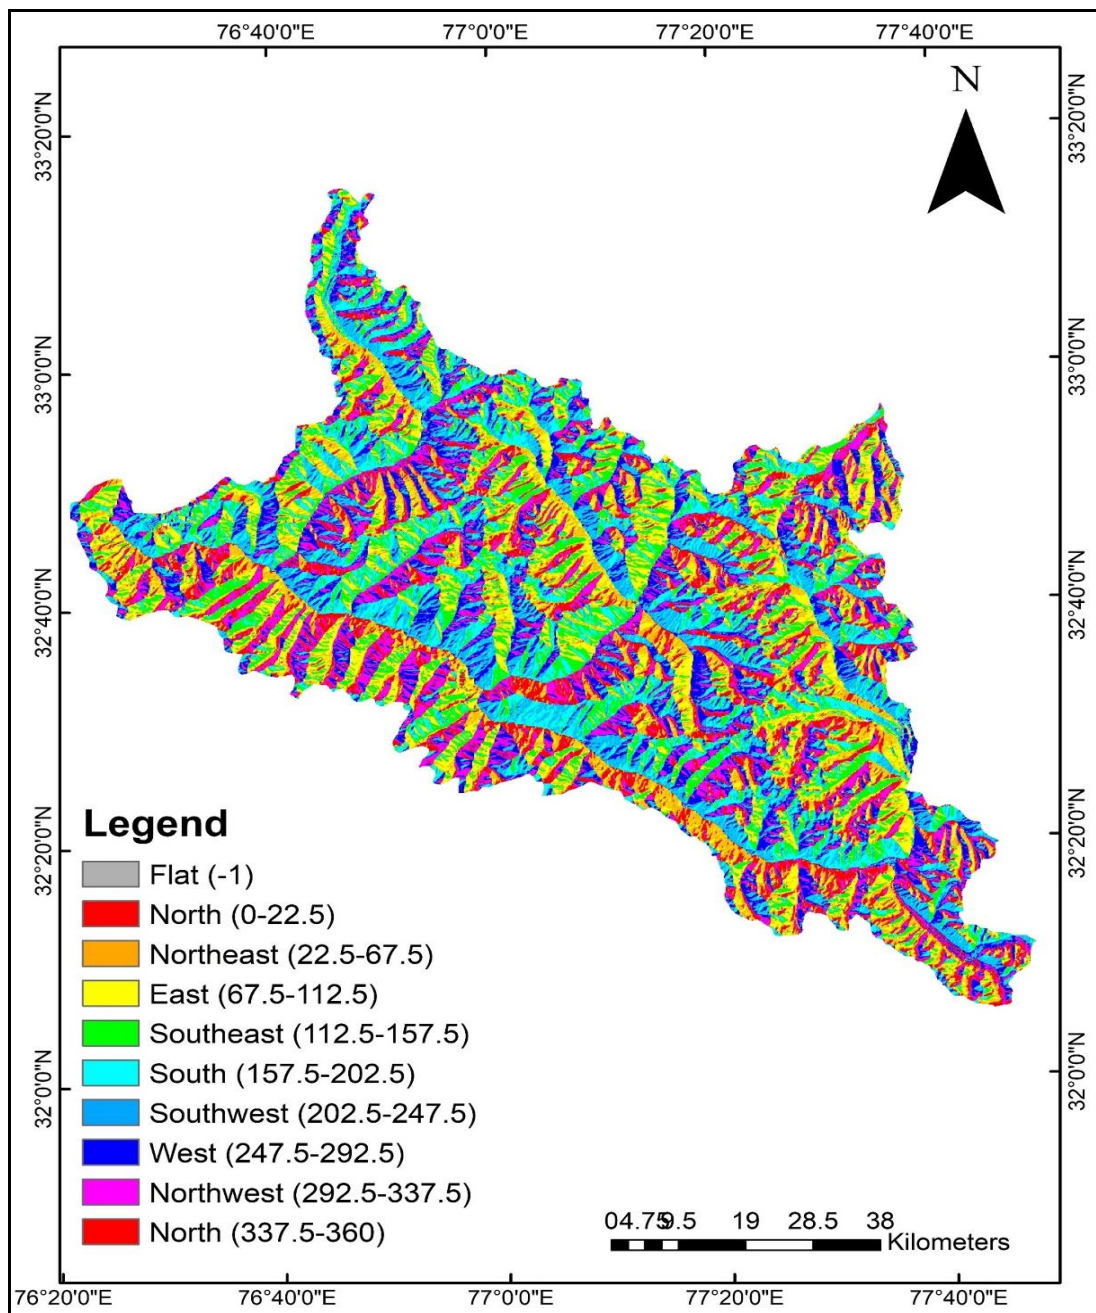 76°40'0"E 77°0'0"E 77°20'0"E 77°40'0"E
N
33°20'0"N 33°20'0"N
33°0'0"N 33°0'0"N
32°40'0"N 32°40'0"N
32°20'0"N 32°20'0"N
32°0'0"N 32°0'0"N
Legend
Flat (-1)
North (0-22.5)
Northeast (22.5-67.5)
East (67.5-112.5)
Southeast (112.5-157.5)
South (157.5-202.5)
Southwest (202.5-247.5)
West (247.5-292.5)
Northwest (292.5-337.5)
North (337.5-360)
0 4.75 9.5 19 28.5 38
Kilometers
76°20'0"E 76°40'0"E 77°0'0"E 77°20'0"E 77°40'0"E